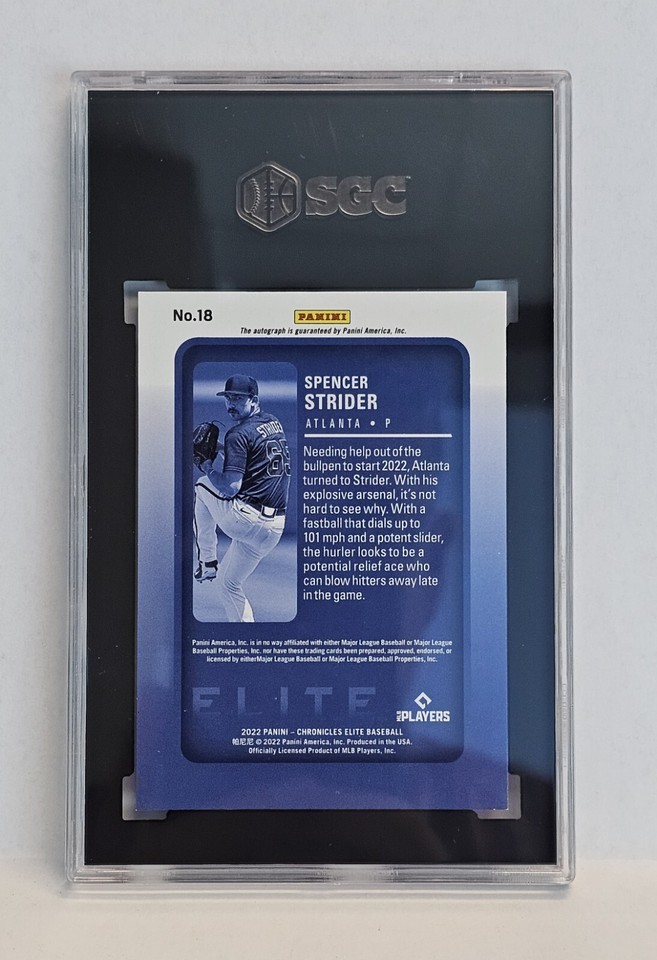 SGC
No.18
PANINI
The autograph is guaranteed by Panini America, Inc.
SPENCER
STRIDER
ATLANTA • P
STRIDER
65
Needing help out of the
bullpen to start 2022, Atlanta
turned to Strider. With his
explosive arsenal, it's not
hard to see why. With a
fastball that dials up to
101 mph and a potent slider,
the hurler looks to be a
potential relief ace who
can blow hitters away late
in the game.
Panini America, Inc. is in no way affiliated with either Major League Baseball or Major League
Baseball Properties, Inc. nor have these trading cards been prepared, approved, endorsed, or
licensed by eitherMajor League Baseball or Major League Baseball Properties, Inc.
ELITE
MLB PLAYERS
2022 PANINI – CHRONICLES ELITE BASEBALL
帕尼尼 © 2022 Panini America, Inc. Produced in the USA.
Officially Licensed Product of MLB Players, Inc.